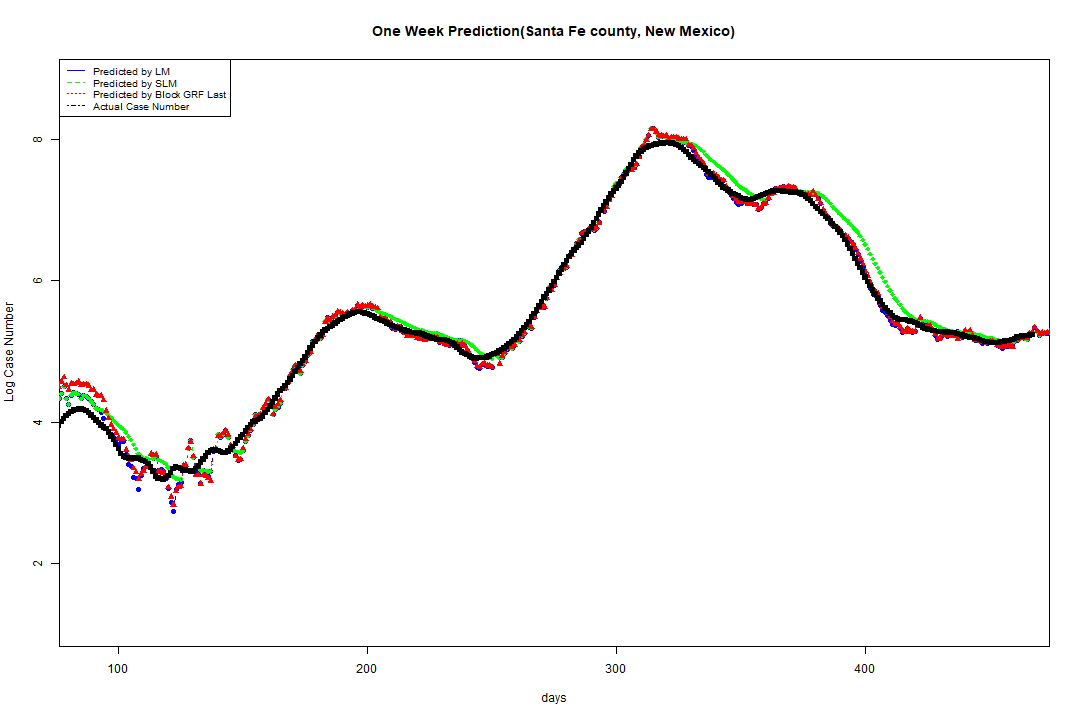 One Week Prediction(Santa Fe county, New Mexico)
Predicted by LM
Predicted by SLM
Predicted by Block GRF Last
Actual Case Number
8
6
4
2
Log Case Number
100 200 300 400
days